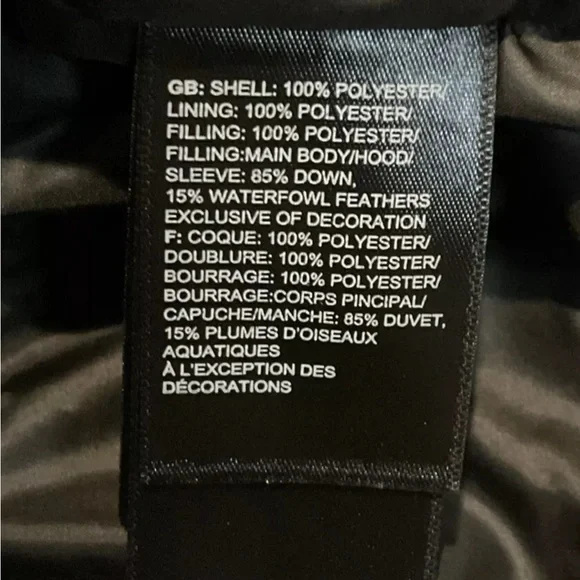 GB: SHELL: 100% POLYESTER/
LINING: 100% POLYESTER/
FILLING: 100% POLYESTER/
FILLING:MAIN BODY/HOOD/
SLEEVE: 85% DOWN,
15% WATERFOWL FEATHERS
EXCLUSIVE OF DECORATION
F: COQUE: 100% POLYESTER/
DOUBLURE: 100% POLYESTER/
BOURRAGE: 100% POLYESTER/
BOURRAGE:CORPS PINCIPAL/
CAPUCHE/MANCHE: 85% DUVET,
15% PLUMES D'OISEAUX
AQUATIQUES
À L'EXCEPTION DES
DÉCORATIONS